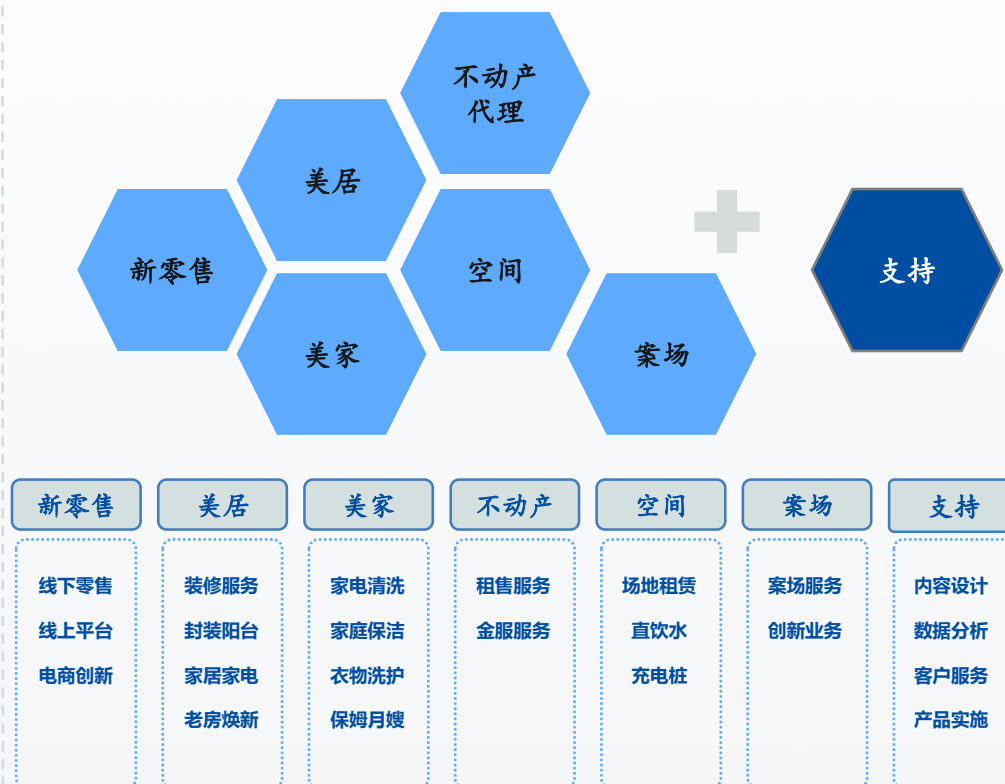 不动产
代理
美居
新零售
空间
支持
美家
案场
新零售
美居
美家
不动产
空间
案场
支持
线下零售
线上平台
电商创新
装修服务
封装阳台
家居家电
老房焕新
家电清洗
家庭保洁
衣物洗护
保姆月嫂
租售服务
金服服务
场地租赁
直饮水
充电桩
案场服务
创新业务
内容设计
数据分析
客户服务
产品实施